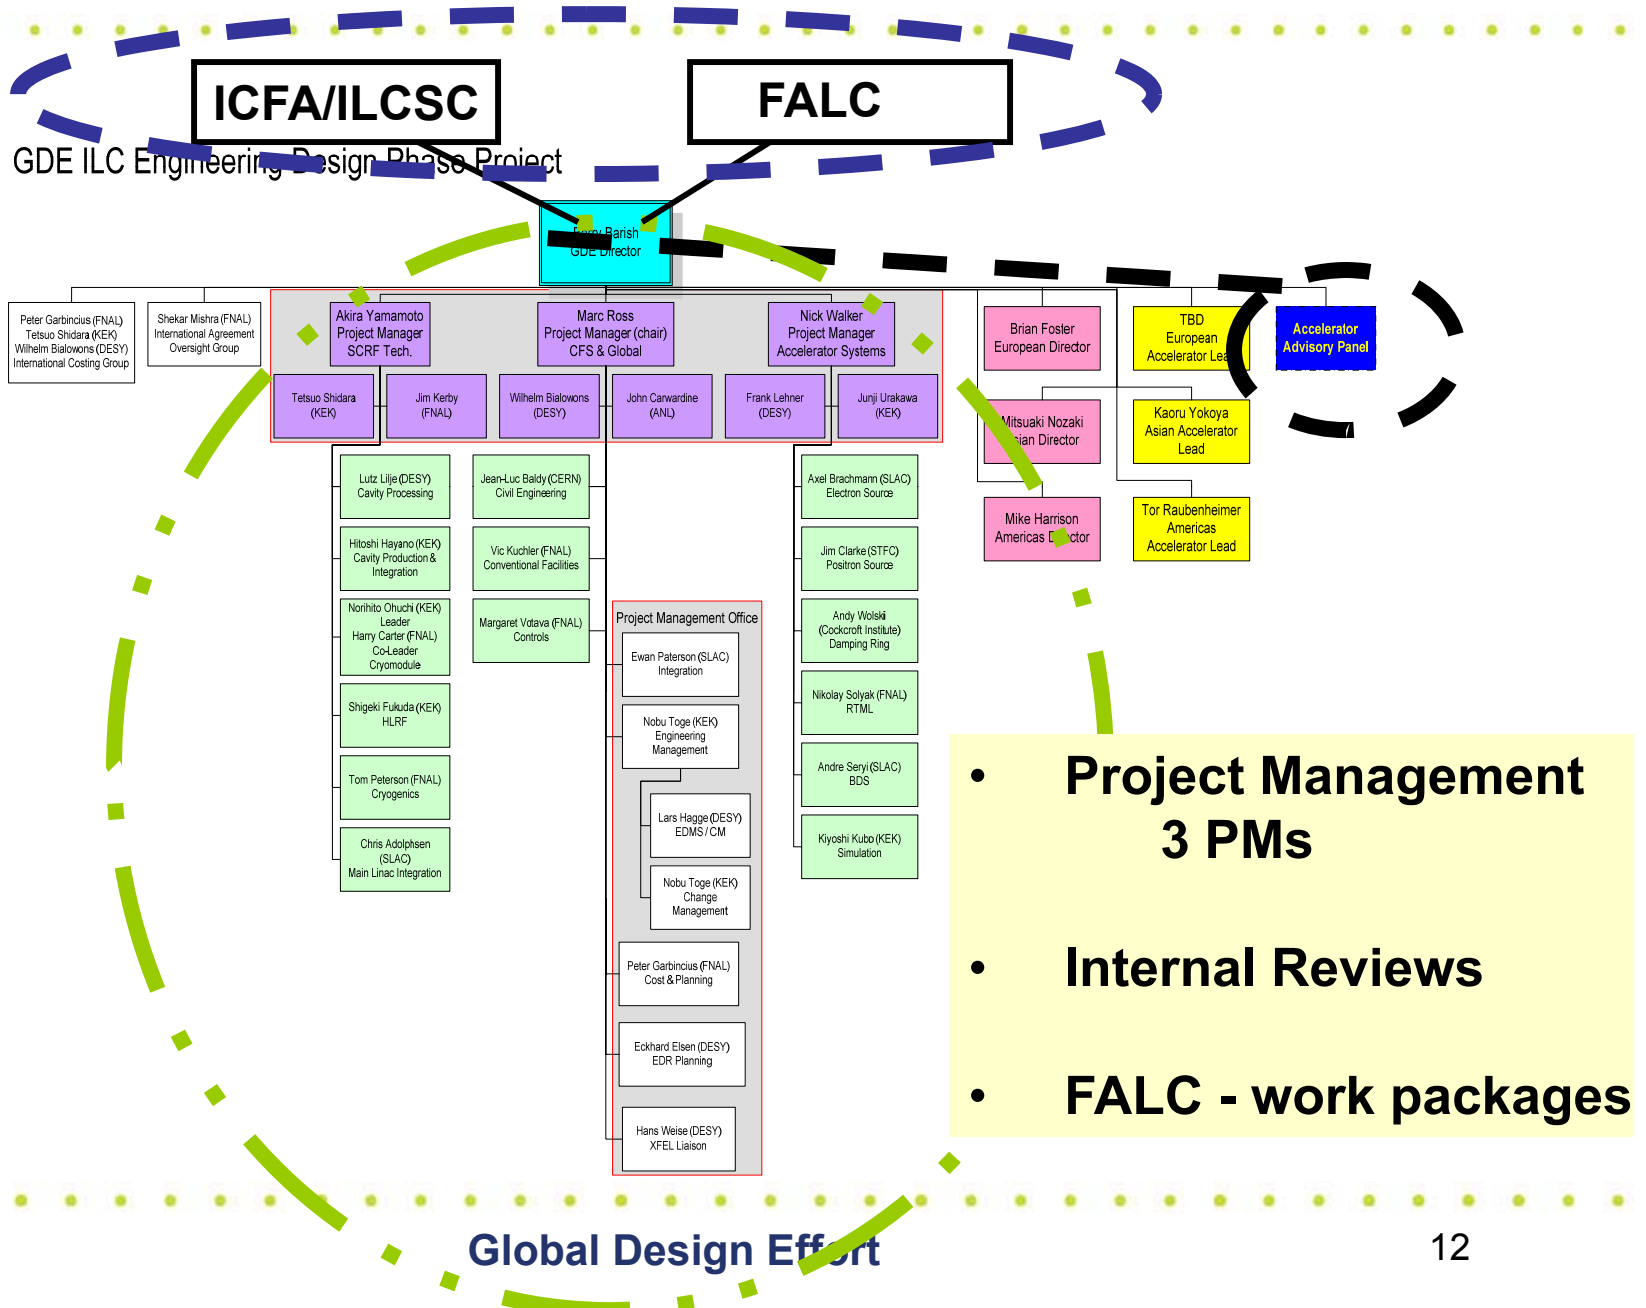 ICFA/ILCSC
FALC
GDE ILC Engineering Design Phase Project
Barry Barish
GDE Director
Peter Garbincius (FNAL)
Tetsuo Shidara (KEK)
Wilhelm Bialowons (DESY)
International Costing Group
Shekar Mishra (FNAL)
International Agreement
Oversight Group
Akira Yamamoto
Project Manager
SCRF Tech.
Marc Ross
Project Manager (chair)
CFS & Global
Nick Walker
Project Manager
Accelerator Systems
Brian Foster
European Director
TBD
European
Accelerator Lead
Accelerator
Advisory Panel
Tetsuo Shidara
(KEK)
Jim Kerby
(FNAL)
Wilhelm Bialowons
(DESY)
John Carwardine
(ANL)
Frank Lehner
(DESY)
Junji Urakawa
(KEK)
Mitsuaki Nozaki
Asian Director
Kaoru Yokoya
Asian Accelerator
Lead
Mike Harrison
Americas Director
Tor Raubenheimer
Americas
Accelerator Lead
Lutz Lilje (DESY)
Cavity Processing
Hitoshi Hayano (KEK)
Cavity Production &
Integration
Norihito Ohuchi (KEK)
Leader
Harry Carter (FNAL)
Co-Leader
Cryomodule
Shigeki Fukuda (KEK)
HLRF
Tom Peterson (FNAL)
Cryogenics
Chris Adolphsen
(SLAC)
Main Linac Integration
Jean-Luc Baldy (CERN)
Civil Engineering
Vic Kuchler (FNAL)
Conventional Facilities
Margaret Votava (FNAL)
Controls
Project Management Office
Ewan Paterson (SLAC)
Integration
Nobu Toge (KEK)
Engineering
Management
Lars Hagge (DESY)
EDMS / CM
Nobu Toge (KEK)
Change
Management
Peter Garbincius (FNAL)
Cost & Planning
Eckhard Elsen (DESY)
EDR Planning
Hans Weise (DESY)
XFEL Liaison
Axel Brachmann (SLAC)
Electron Source
Jim Clarke (STFC)
Positron Source
Andy Wolski
(Cockcroft Institute)
Damping Ring
Nikolay Solyak (FNAL)
RTML
Andre Seryi (SLAC)
BDS
Kiyoshi Kubo (KEK)
Simulation
• Project Management
3 PMs
• Internal Reviews
• FALC - work packages
Global Design Effort
12